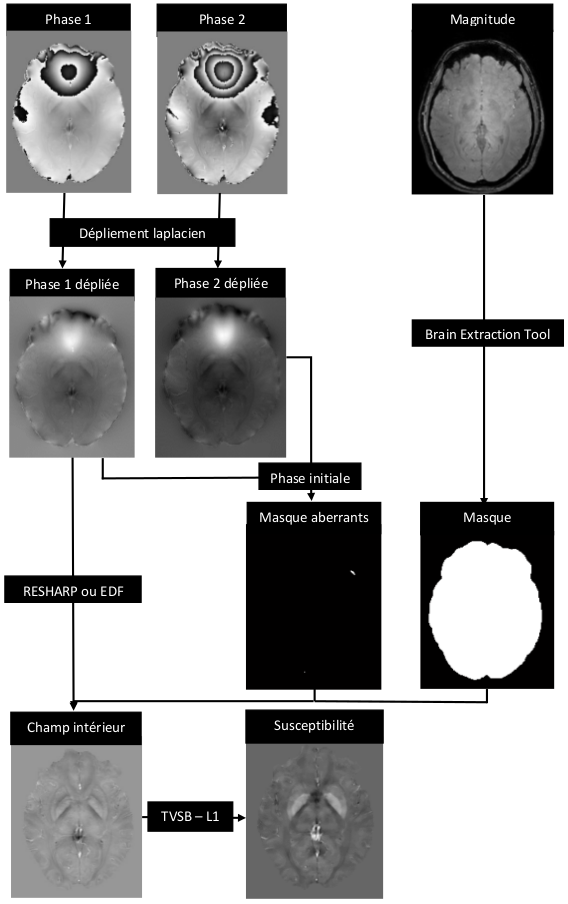 Phase 1
Phase 2
Magnitude
Dépliement laplacien
Phase 1 dépliée
Phase 2 dépliée
Brain Extraction Tool
Phase initiale
Masque aberrants
Masque
RESHARP ou EDF
Champ intérieur
Susceptibilité
TVSB – L1